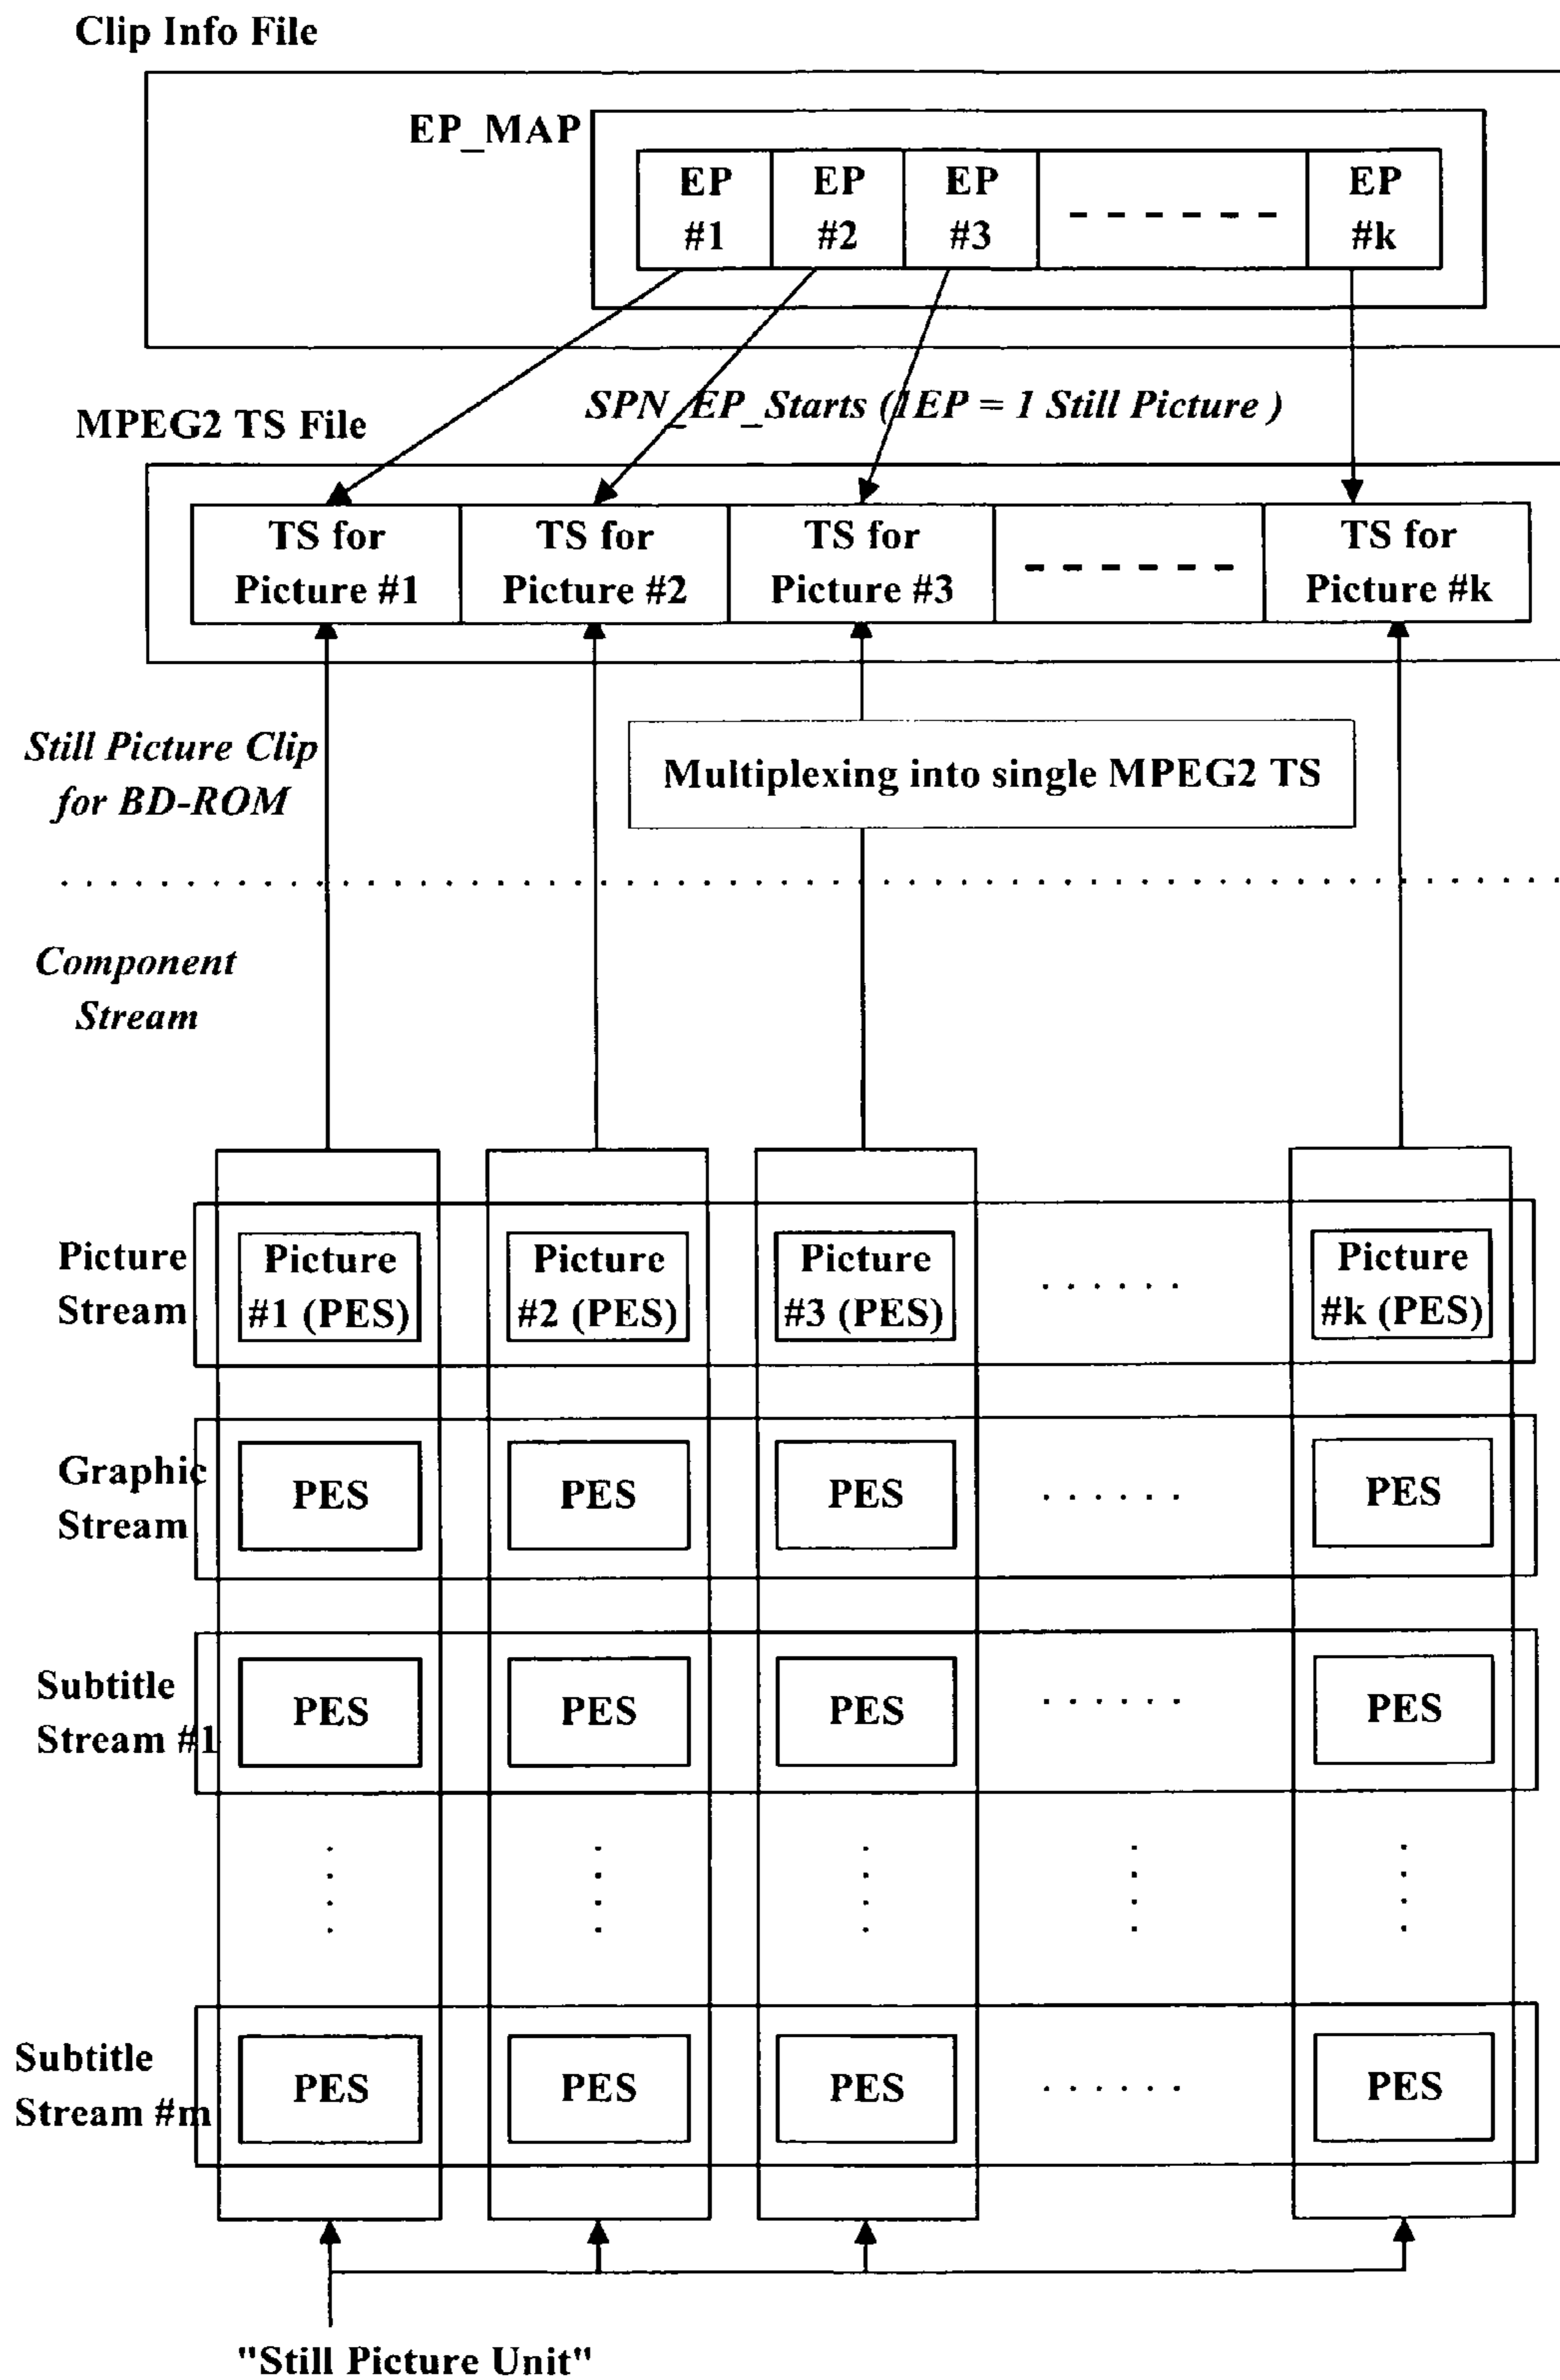 Clip Info File
EP_MAP
EP #1
EP #2
EP #3
EP #k
SPN_EP_Starts (1EP = 1 Still Picture )
MPEG2 TS File
TS for Picture #1
TS for Picture #2
TS for Picture #3
TS for Picture #k
Still Picture Clip
for BD-ROM
Multiplexing into single MPEG2 TS
Component
Stream
Picture
Stream
Picture #1 (PES)
Picture #2 (PES)
Picture #3 (PES)
Picture #k (PES)
Graphic
Stream
PES
PES
PES
PES
Subtitle
Stream #1
PES
PES
PES
PES
Subtitle
Stream #m
PES
PES
PES
PES
"Still Picture Unit"